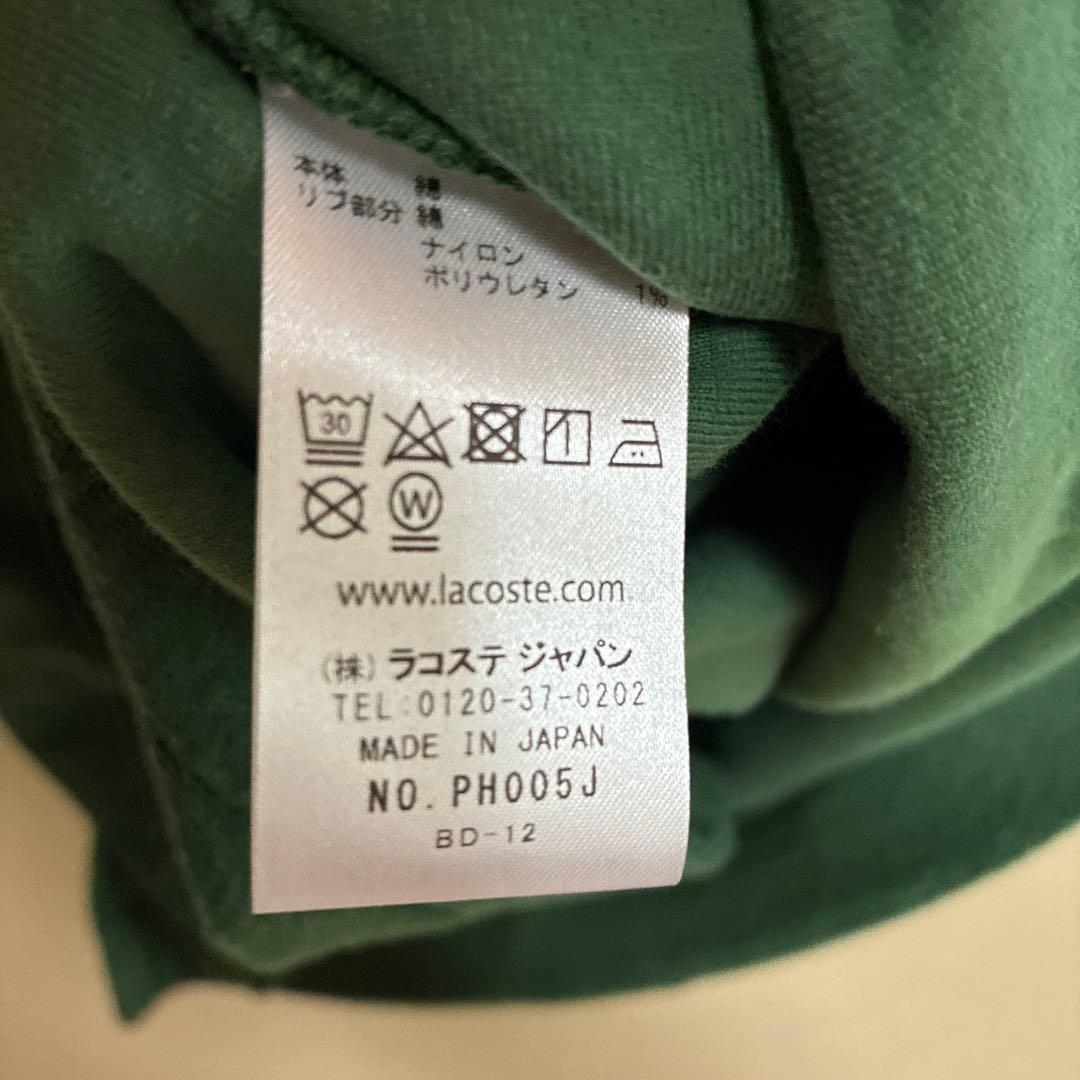 本体 綿
リブ部分 綿
ナイロン
ポリウレタン 1%
30
W
www.lacoste.com
(株) ラコステ ジャパン
TEL:0120-37-0202
MADE IN JAPAN
NO. PH005J
BD-12